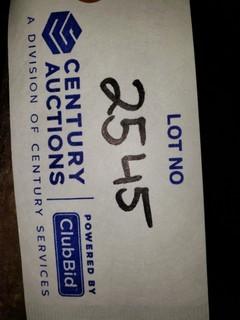 LOT NO
2545
CENTURY
AUCTIONS
A DIVISION OF CENTURY SERVICES
POWERED BY
ClubBid